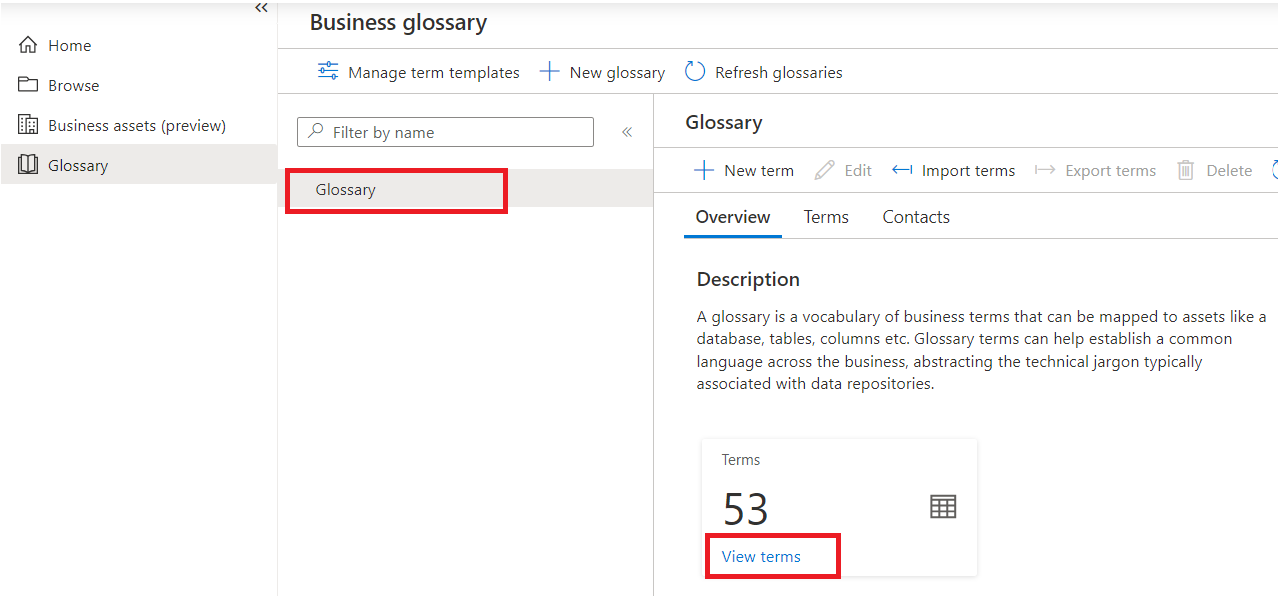 Business glossary
Home
Browse
Business assets (preview)
Glossary
Manage term templates
New glossary
Refresh glossaries
Filter by name
Glossary
Glossary
New term
Edit
Import terms
Export terms
Delete
Overview
Terms
Contacts
Description
A glossary is a vocabulary of business terms that can be mapped to assets like a
database, tables, columns etc. Glossary terms can help establish a common
language across the business, abstracting the technical jargon typically
associated with data repositories.
Terms
53
View terms